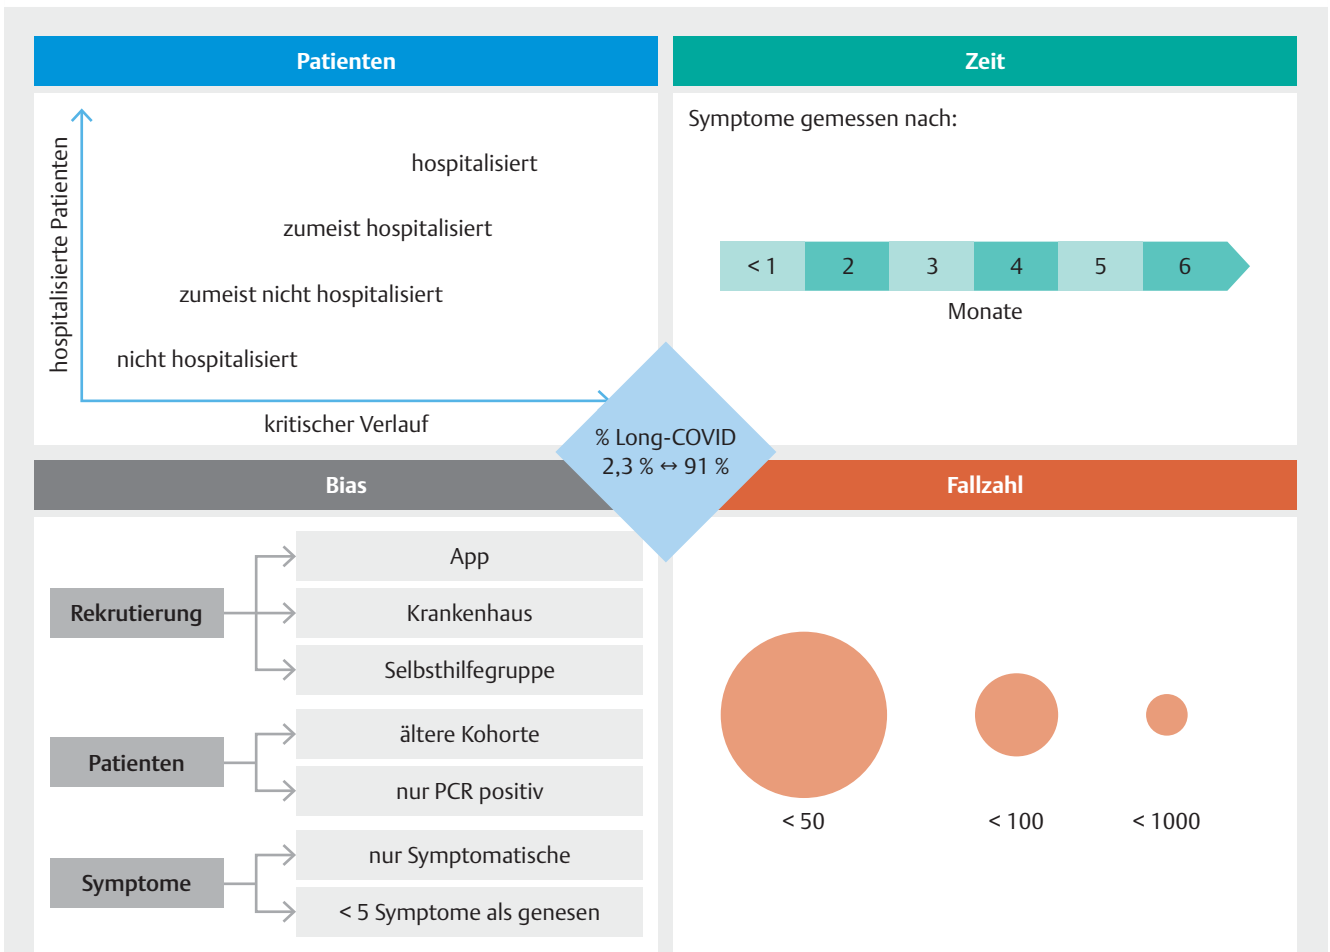 Patienten
hospitalisierte Patienten
hospitalisiert
zumeist hospitalisiert
zumeist nicht hospitalisiert
nicht hospitalisiert
kritischer Verlauf
Zeit
Symptome gemessen nach:
< 1 2 3 4 5 6
Monate
% Long-COVID
2,3 % ↔ 91 %
Bias
Rekrutierung
App
Krankenhaus
Selbsthilfegruppe
Patienten
ältere Kohorte
nur PCR positiv
Symptome
nur Symptomatische
< 5 Symptome als genesen
Fallzahl
< 50 < 100 < 1000